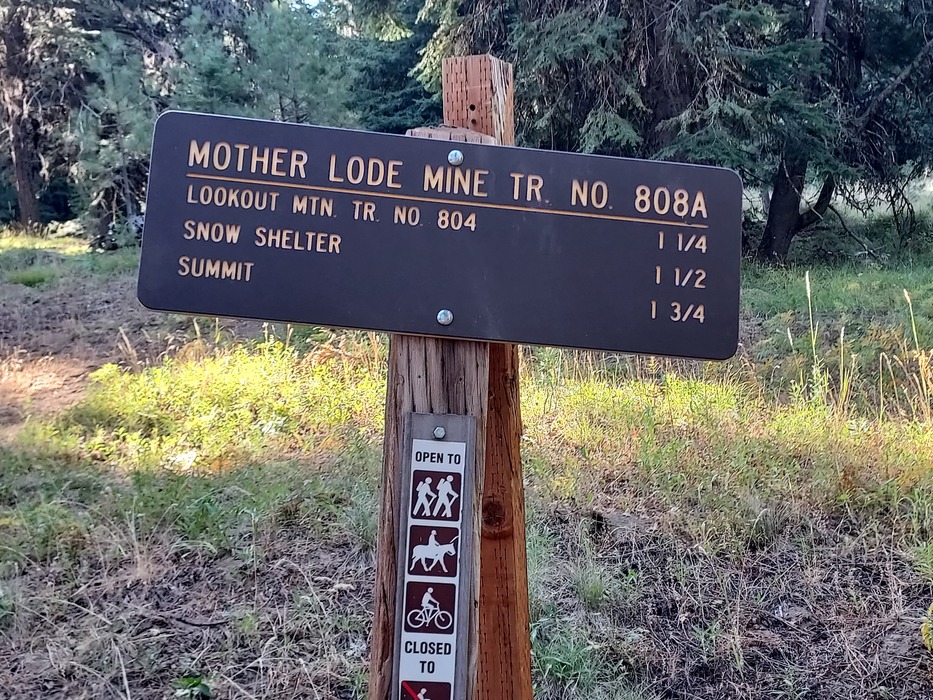 MOTHER LODE MINE TR. NO. 808A
LOOKOUT MTN. TR. NO. 804 1 1/4
SNOW SHELTER 1 1/2
SUMMIT 1 3/4
OPEN TO
CLOSED
TO